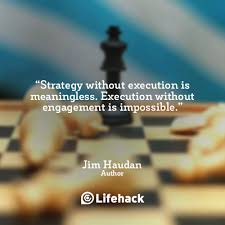 “Strategy without execution is
meaningless. Execution without
engagement is impossible.”
Jim Haudan
Author
Lifehack